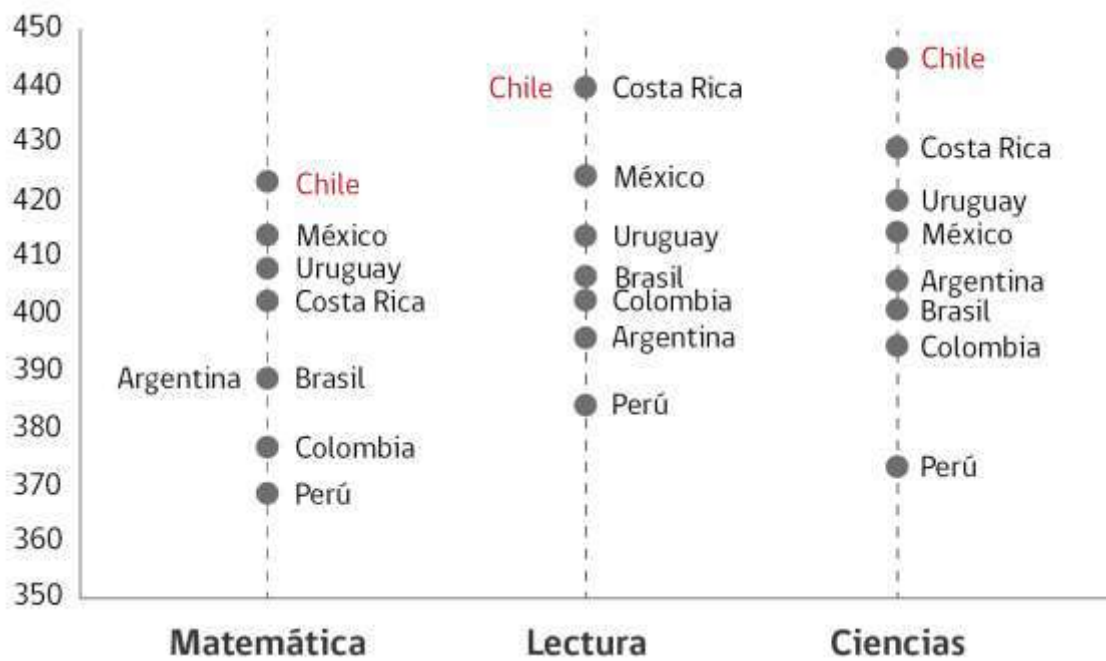 450
440
430
420
410
400
390
380
370
360
350
Chile
México
Uruguay
Costa Rica
Argentina Brasil
Colombia
Perú
Chile Costa Rica
México
Uruguay
Brasil
Colombia
Argentina
Perú
Chile
Costa Rica
Uruguay
México
Argentina
Brasil
Colombia
Perú
Matemática Lectura Ciencias